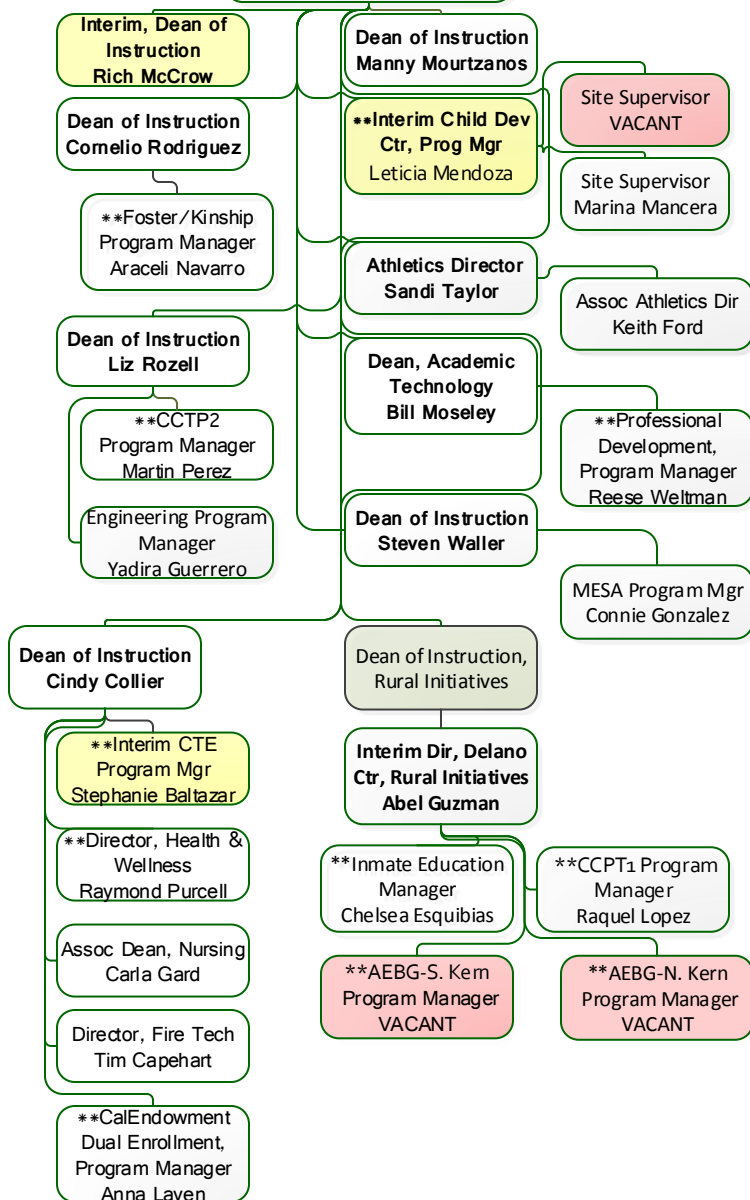 Interim, Dean of
Instruction
Rich McCrow
Dean of Instruction
Manny Mourtzanos
Dean of Instruction
Cornelio Rodriguez
**Interim Child Dev
Ctr, Prog Mgr
Leticia Mendoza
Site Supervisor
VACANT
Site Supervisor
Marina Mancera
**Foster/Kinship
Program Manager
Araceli Navarro
Athletics Director
Sandi Taylor
Assoc Athletics Dir
Keith Ford
Dean of Instruction
Liz Rozell
Dean, Academic
Technology
Bill Moseley
**CCTP2
Program Manager
Martin Perez
**Professional
Development,
Program Manager
Reese Weltman
Engineering Program
Manager
Yadira Guerrero
Dean of Instruction
Steven Waller
MESA Program Mgr
Connie Gonzalez
Dean of Instruction
Cindy Collier
Dean of Instruction,
Rural Initiatives
**Interim CTE
Program Mgr
Stephanie Baltazar
Interim Dir, Delano
Ctr, Rural Initiatives
Abel Guzman
**Director, Health &
Wellness
Raymond Purcell
**Inmate Education
Manager
Chelsea Esquibias
**CCPT1 Program
Manager
Raquel Lopez
Assoc Dean, Nursing
Carla Gard
**AEBG-S. Kern
Program Manager
VACANT
**AEBG-N. Kern
Program Manager
VACANT
Director, Fire Tech
Tim Capehart
**CalEndowment
Dual Enrollment,
Program Manager
Anna Laven